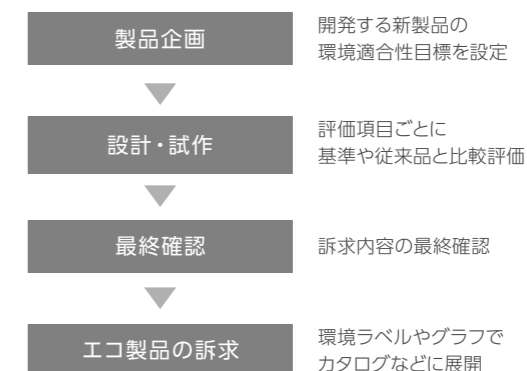 製品企画
開発する新製品の
環境適合性目標を設定
設計・試作
評価項目ごとに
基準や従来品と比較評価
最終確認
訴求内容の最終確認
エコ製品の訴求
環境ラベルやグラフで
カタログなどに展開